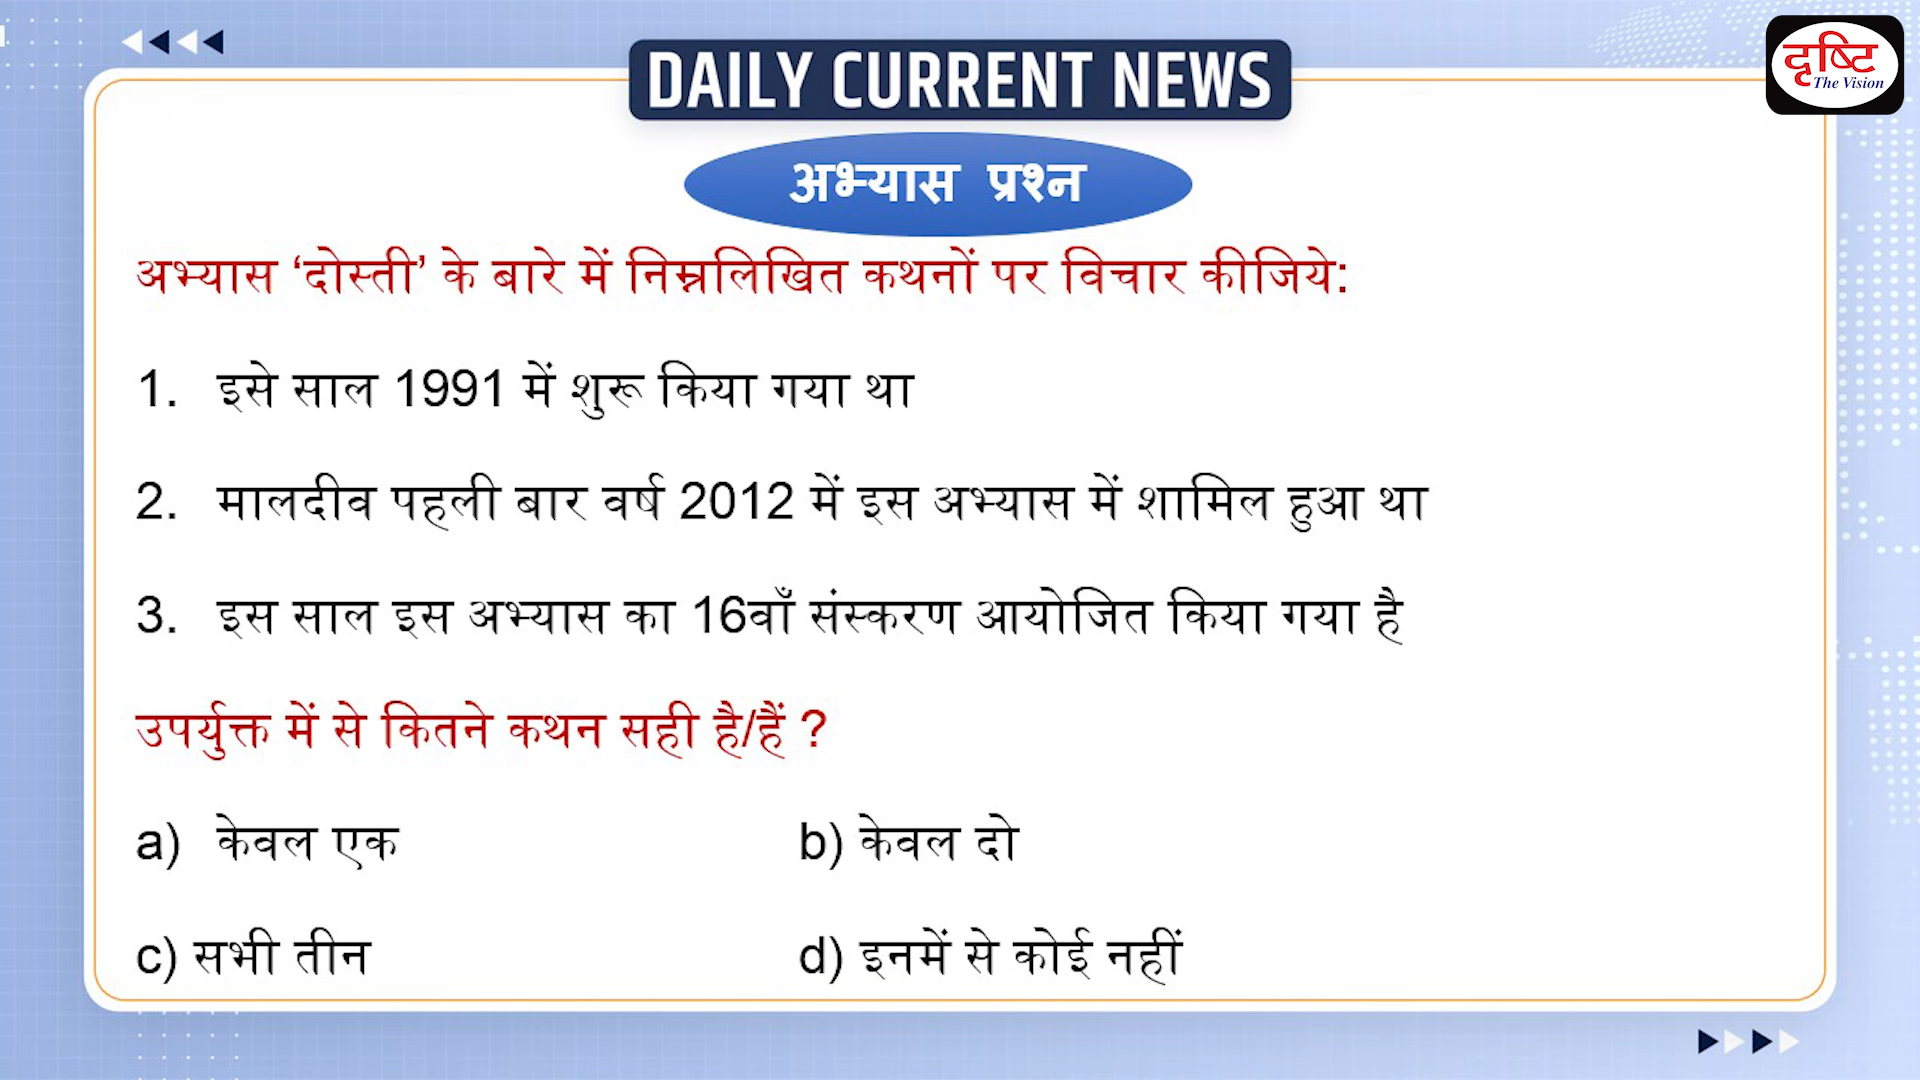 DAILY CURRENT NEWS
दृष्टि
The Vision
अभ्यास प्रश्न
अभ्यास ‘दोस्ती’ के बारे में निम्नलिखित कथनों पर विचार कीजिये:
1. इसे साल 1991 में शुरू किया गया था
2. मालदीव पहली बार वर्ष 2012 में इस अभ्यास में शामिल हुआ था
3. इस साल इस अभ्यास का 16वाँ संस्करण आयोजित किया गया है
उपर्युक्त में से कितने कथन सही है/हैं ?
a) केवल एक b) केवल दो
c) सभी तीन d) इनमें से कोई नहीं